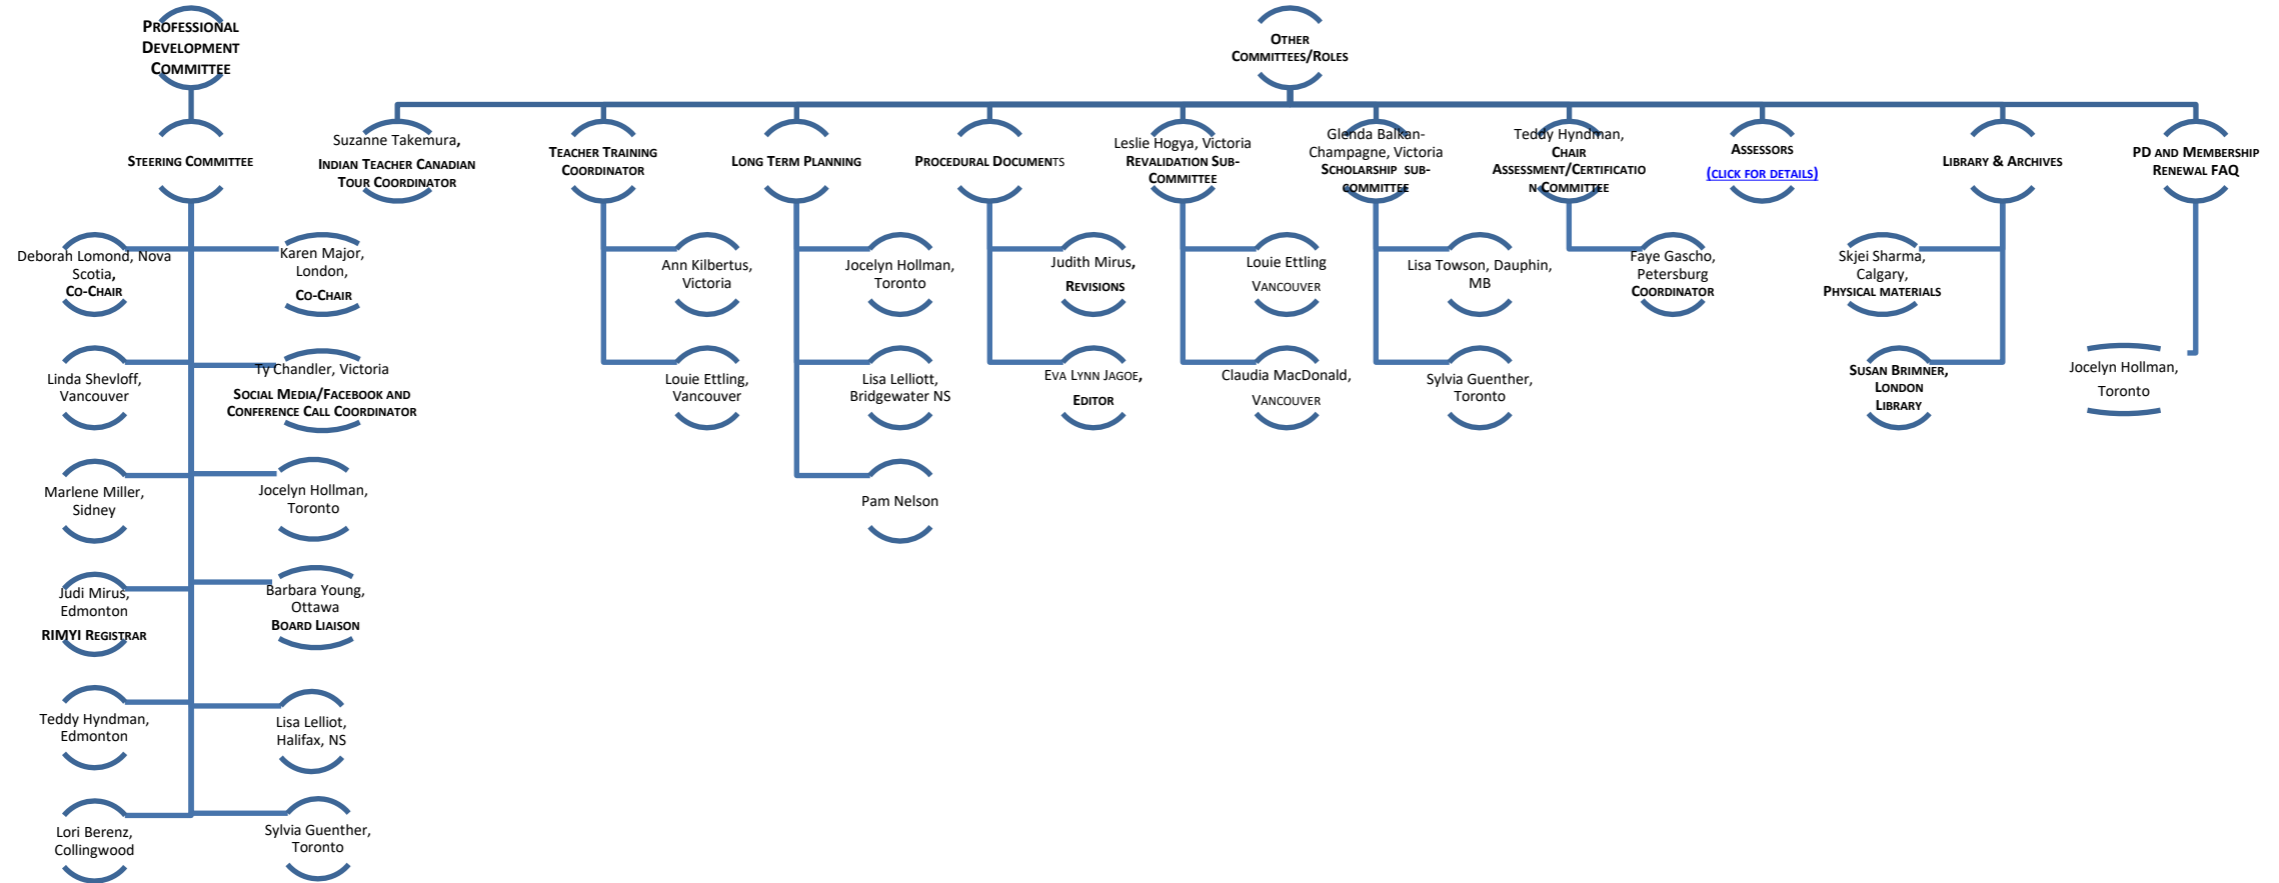 PROFESSIONAL
DEVELOPMENT
COMMITTEE
STEERING COMMITTEE
Deborah Lomond, Nova
Scotia,
CO-CHAIR
Karen Major,
London,
CO-CHAIR
Linda Shevloff,
Vancouver
Ty Chandler, Victoria
SOCIAL MEDIA/FACEBOOK AND
CONFERENCE CALL COORDINATOR
Marlene Miller,
Sidney
Jocelyn Hollman,
Toronto
Judi Mirus,
Edmonton
RIMYI REGISTRAR
Barbara Young,
Ottawa
BOARD LIAISON
Teddy Hyndman,
Edmonton
Lisa Lelliot,
Halifax, NS
Lori Berenz,
Collingwood
Sylvia Guenther,
Toronto
OTHER
COMMITTEES/ROLES
Suzanne Takemura,
INDIAN TEACHER CANADIAN
TOUR COORDINATOR
TEACHER TRAINING
COORDINATOR
Ann Kilbertus,
Victoria
Louie Ettling,
Vancouver
LONG TERM PLANNING
Jocelyn Hollman,
Toronto
Lisa Lelliott,
Bridgewater NS
Pam Nelson
PROCEDURAL DOCUMENTS
Judith Mirus,
REVISIONS
EVA LYNN JAGOE,
EDITOR
Leslie Hogya, Victoria
REVALIDATION SUB-
COMMITTEE
Louie Ettling
VANCOUVER
Claudia MacDonald,
VANCOUVER
Glenda Balkan-
Champagne, Victoria
SCHOLARSHIP SUB-
COMMITTEE
Lisa Towson, Dauphin,
MB
Sylvia Guenther,
Toronto
Teddy Hyndman,
CHAIR
ASSESSMENT/CERTIFICATIO
N COMMITTEE
Faye Gascho,
Petersburg
COORDINATOR
ASSESSORS
(CLICK FOR DETAILS)
LIBRARY & ARCHIVES
Skjei Sharma,
Calgary,
PHYSICAL MATERIALS
SUSAN BRIMNER,
LONDON
LIBRARY
PD AND MEMBERSHIP
RENEWAL FAQ
Jocelyn Hollman,
Toronto